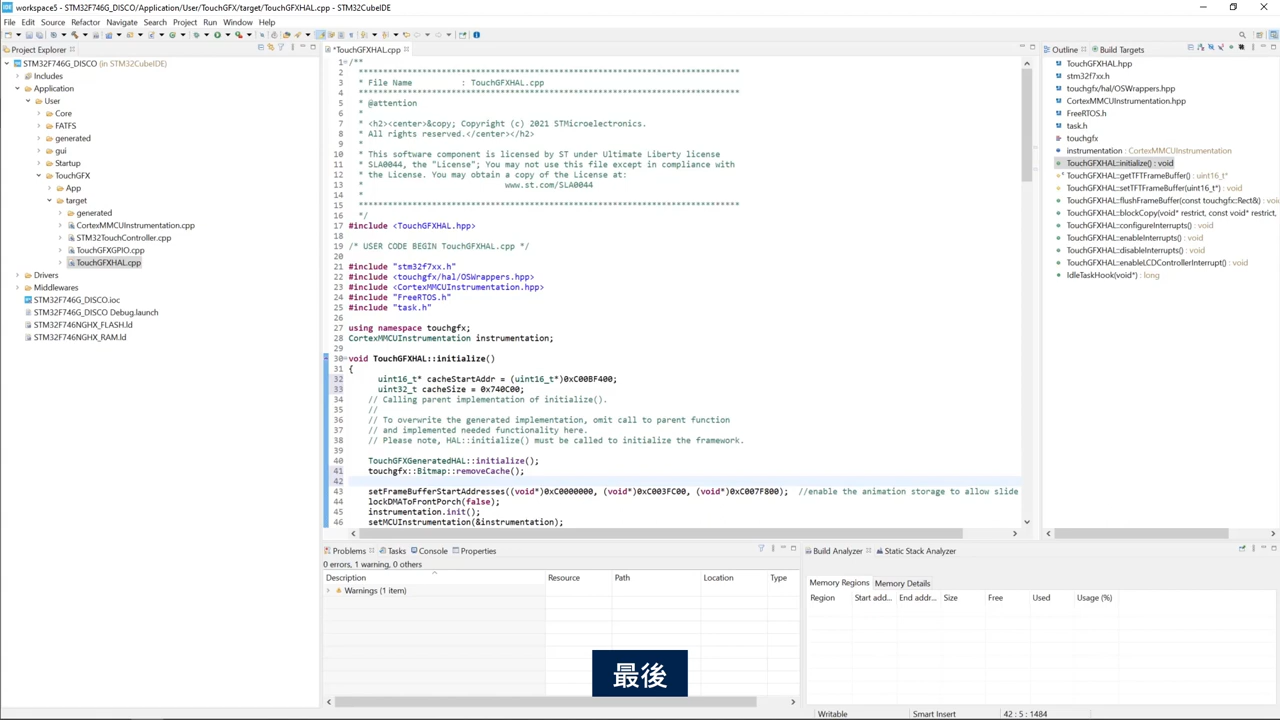 workspace5 - STM32F746G_DISCO/Application/User/TouchGFX/target/TouchGFXHAL.cpp - STM32CubeIDE
File Edit Source Refactor Navigate Search Project Run Window Help
Project Explorer
STM32F746G_DISCO (in STM32CubeIDE)
Includes
Application
User
Core
FATFS
generated
gui
Startup
TouchGFX
App
target
generated
CortexMMCUInstrumentation.cpp
STM32TouchController.cpp
TouchGFXGPIO.cpp
TouchGFXHAL.cpp
Drivers
Middlewares
STM32F746G_DISCO.ioc
STM32F746G_DISCO Debug.launch
STM32F746NGHX_FLASH.ld
STM32F746NGHX_RAM.ld
*TouchGFXHAL.cpp
1 /**
2 ******************************************************************************
3 * File Name : TouchGFXHAL.cpp
4 ******************************************************************************
5 * @attention
6 *
7 * <h2><center>&copy; Copyright (c) 2021 STMicroelectronics.
8 * All rights reserved.</center></h2>
9 *
10 * This software component is licensed by ST under Ultimate Liberty license
11 * SLA0044, the "License"; You may not use this file except in compliance with
12 * the License. You may obtain a copy of the License at:
13 * www.st.com/SLA0044
14 *
15 ******************************************************************************
16 */
17 #include <TouchGFXHAL.hpp>
18
19 /* USER CODE BEGIN TouchGFXHAL.cpp */
20
21 #include "stm32f7xx.h"
22 #include <touchgfx/hal/OSWrappers.hpp>
23 #include <CortexMMCUInstrumentation.hpp>
24 #include "FreeRTOS.h"
25 #include "task.h"
26
27 using namespace touchgfx;
28 CortexMMCUInstrumentation instrumentation;
29
30 void TouchGFXHAL::initialize()
31 {
32 uint16_t* cacheStartAddr = (uint16_t*)0xC00BF400;
33 uint32_t cacheSize = 0x740C00;
34 // Calling parent implementation of initialize().
35 //
36 // To overwrite the generated implementation, omit call to parent function
37 // and implemented needed functionality here.
38 // Please note, HAL::initialize() must be called to initialize the framework.
39
40 TouchGFXGeneratedHAL::initialize();
41 touchgfx::Bitmap::removeCache();
42
43 setFrameBufferStartAddresses((void*)0xC0000000, (void*)0xC003FC00, (void*)0xC007F800); //enable the animation storage to allow slide
44 lockDMAToFrontPorch(false);
45 instrumentation.init();
46 setMCUInstrumentation(&instrumentation);
Outline Build Targets
TouchGFXHAL.hpp
stm32f7xx.h
touchgfx/hal/OSWrappers.hpp
CortexMMCUInstrumentation.hpp
FreeRTOS.h
task.h
touchgfx
instrumentation : CortexMMCUInstrumentation
TouchGFXHAL::initialize() : void
TouchGFXHAL::getTFTFrameBuffer() : uint16_t*
TouchGFXHAL::setTFTFrameBuffer(uint16_t*) : void
TouchGFXHAL::flushFrameBuffer(const touchgfx::Rect&) : void
TouchGFXHAL::blockCopy(void* restrict, const void* restrict,
TouchGFXHAL::configureInterrupts() : void
TouchGFXHAL::enableInterrupts() : void
TouchGFXHAL::disableInterrupts() : void
TouchGFXHAL::enableLCDControllerInterrupt() : void
IdleTaskHook(void*) : long
Problems Tasks Console Properties
0 errors, 1 warning, 0 others
Description Resource Path Location Type
Warnings (1 item)
Build Analyzer Static Stack Analyzer
Memory Regions Memory Details
Region Start add... End addr... Size Free Used Usage (%)
最後
Writable Smart Insert 42 : 5 : 1484